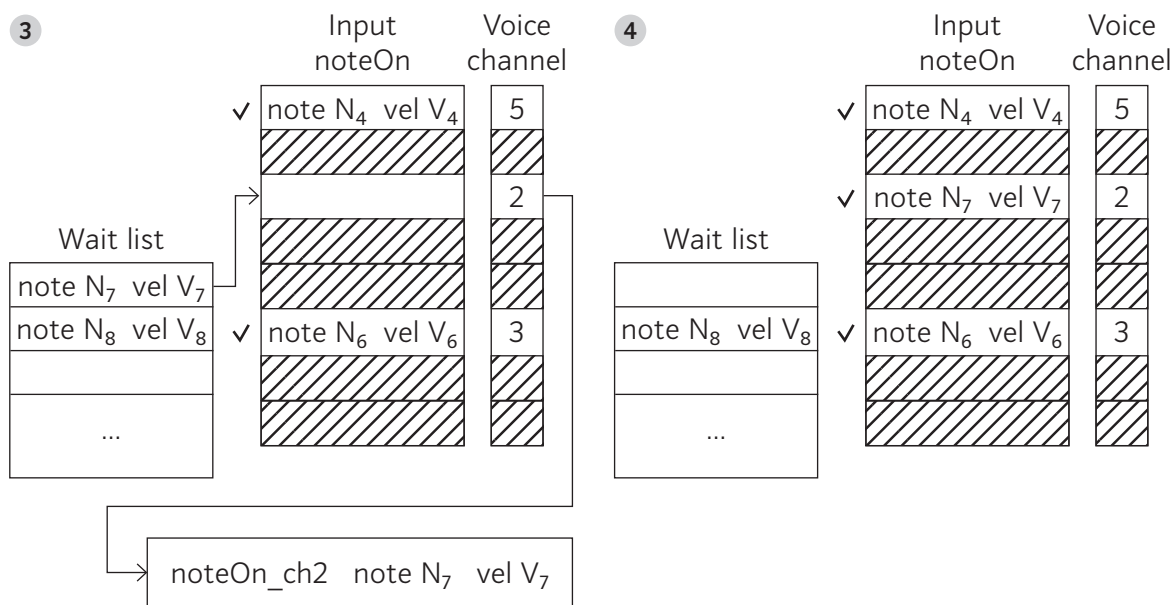 3
Input
noteOn
Voice
channel
✓ note N₄ vel V₄ 5
2
Wait list
note N₇ vel V₇
note N₈ vel V₈
✓ note N₆ vel V₆ 3
...
noteOn_ch2 note N₇ vel V₇
4
Input
noteOn
Voice
channel
✓ note N₄ vel V₄ 5
✓ note N₇ vel V₇ 2
Wait list
note N₈ vel V₈
✓ note N₆ vel V₆ 3
...